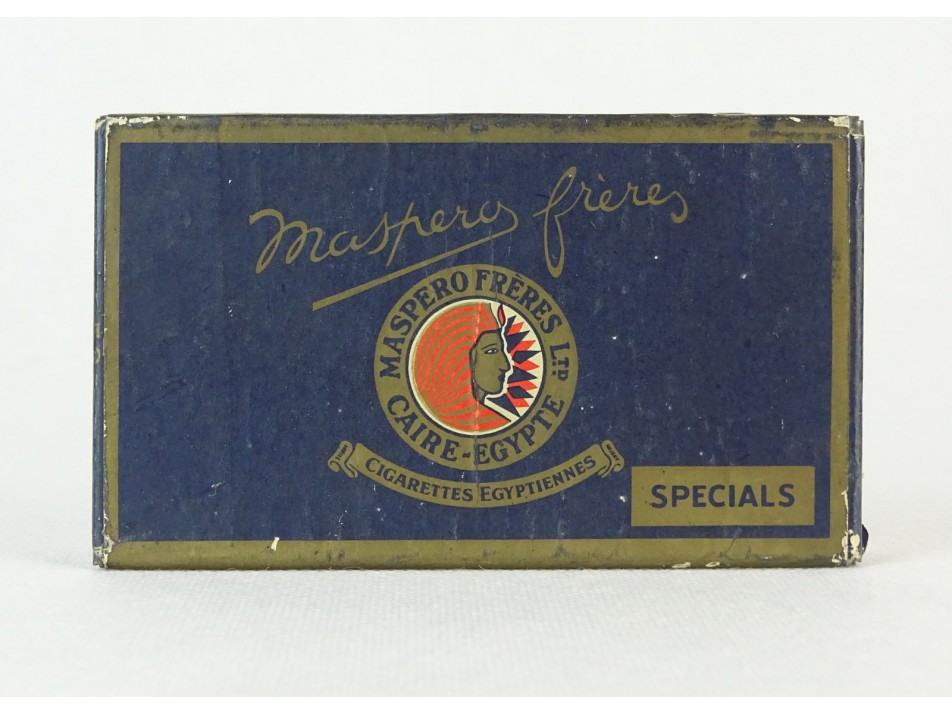 Maspero frères
MASPERO FRÈRES LTD
CAIRE-EGYPTE
CIGARETTES EGYPTIENNES
SPECIALS